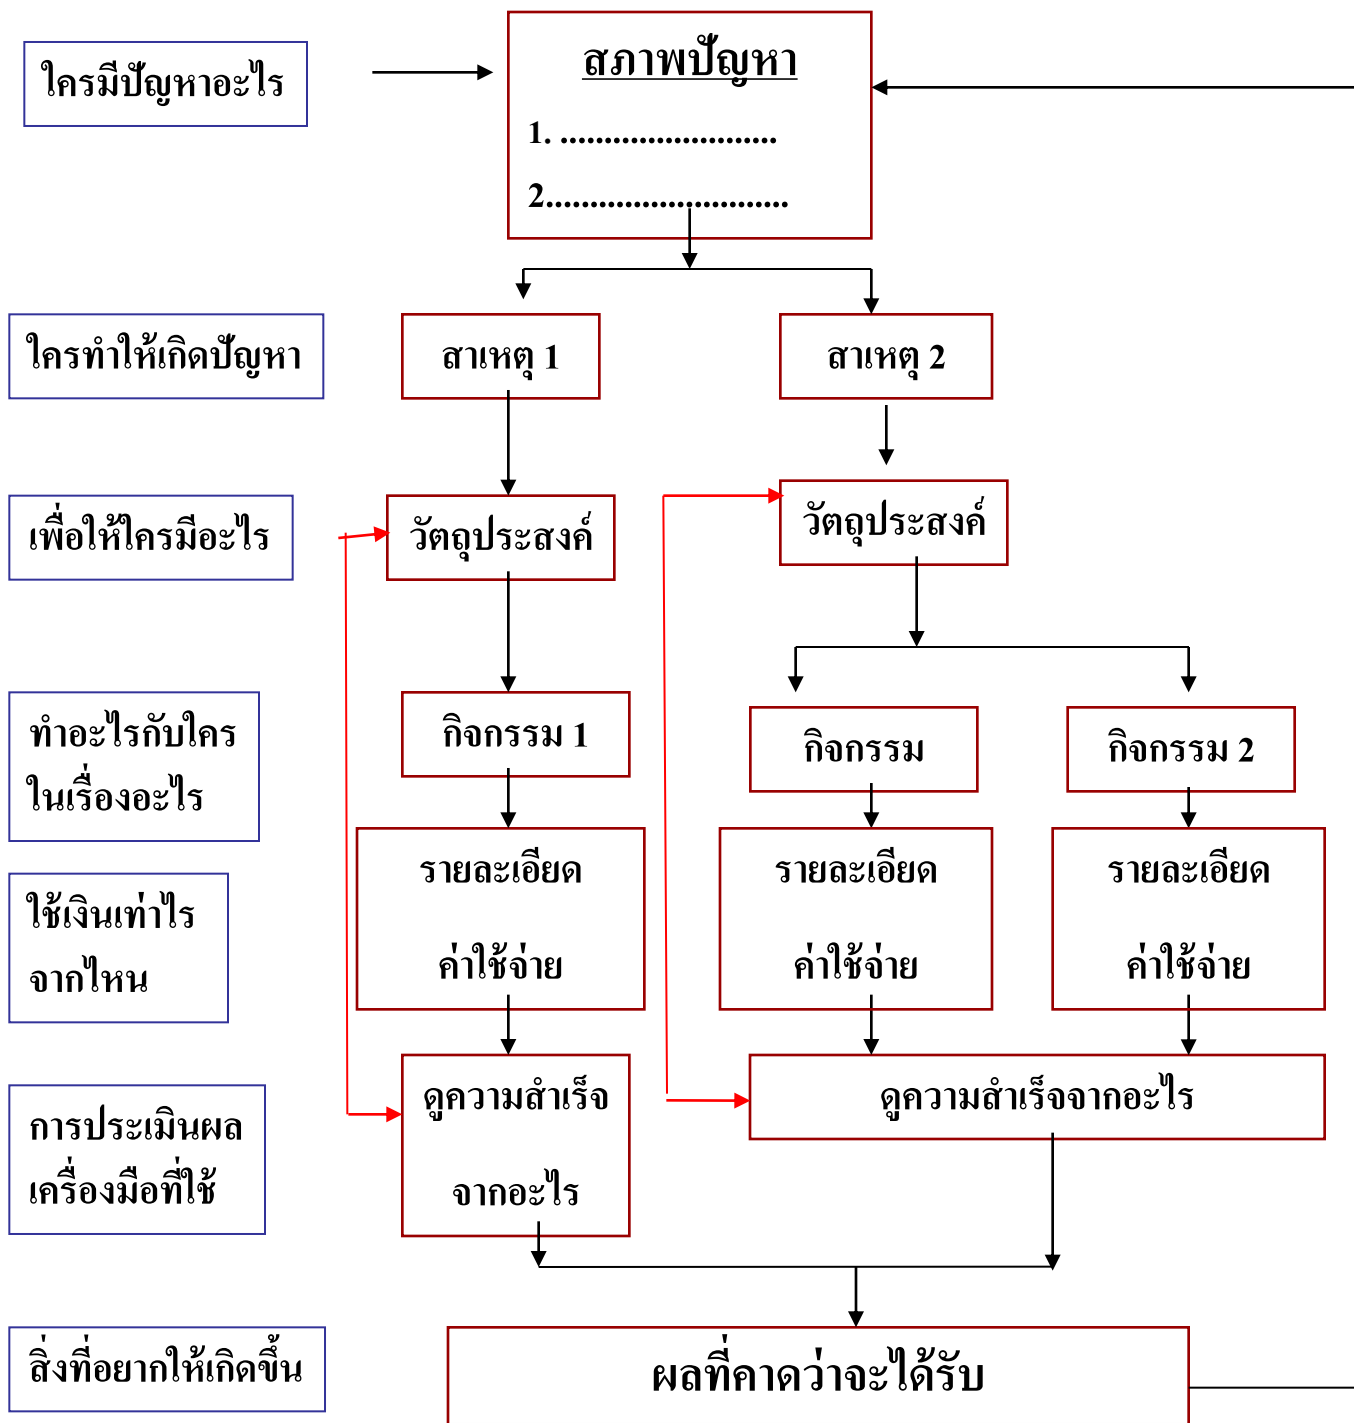 ใครมีปัญหาอะไร
สภาพปัญหา
1. .........................
2............................
ใครทำให้เกิดปัญหา
สาเหตุ 1
สาเหตุ 2
เพื่อให้ใครมีอะไร
วัตถุประสงค์
วัตถุประสงค์
ทำอะไรกับใคร
ในเรื่องอะไร
กิจกรรม 1
กิจกรรม
กิจกรรม 2
ใช้เงินเท่าไร
จากไหน
รายละเอียด
ค่าใช้จ่าย
รายละเอียด
ค่าใช้จ่าย
รายละเอียด
ค่าใช้จ่าย
การประเมินผล
เครื่องมือที่ใช้
ดูความสำเร็จ
จากอะไร
ดูความสำเร็จจากอะไร
สิ่งที่อยากให้เกิดขึ้น
ผลที่คาดว่าจะได้รับ